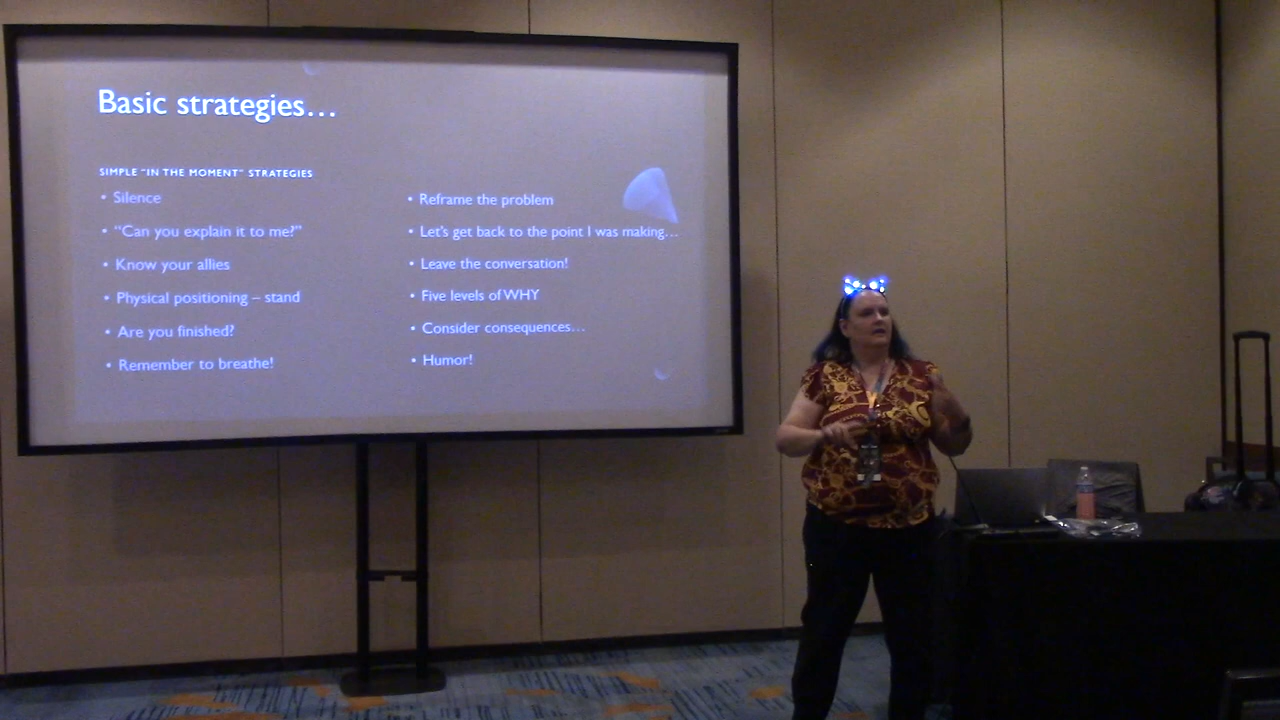 Basic strategies...
SIMPLE "IN THE MOMENT" STRATEGIES
• Silence
• "Can you explain it to me?"
• Know your allies
• Physical positioning – stand
• Are you finished?
• Remember to breathe!
• Reframe the problem
• Let's get back to the point I was making...
• Leave the conversation!
• Five levels of WHY
• Consider consequences...
• Humor!